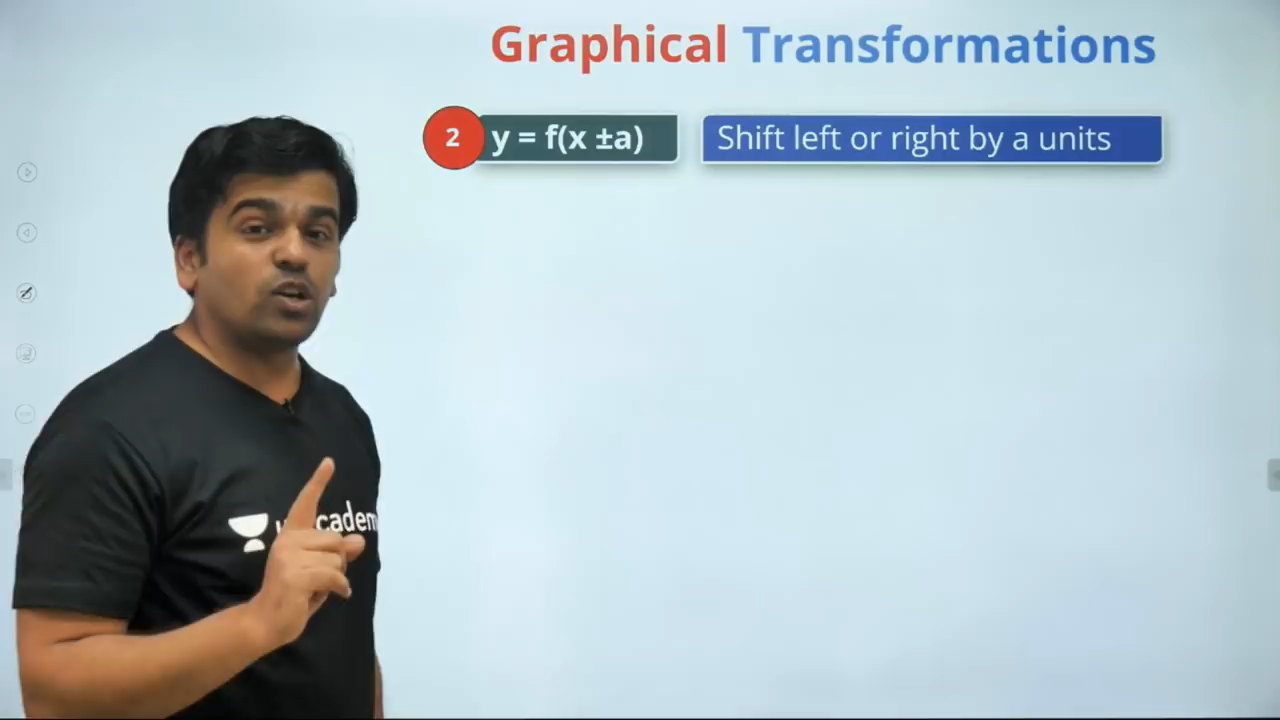 Graphical Transformations
2 y = f(x ±a) Shift left or right by a units